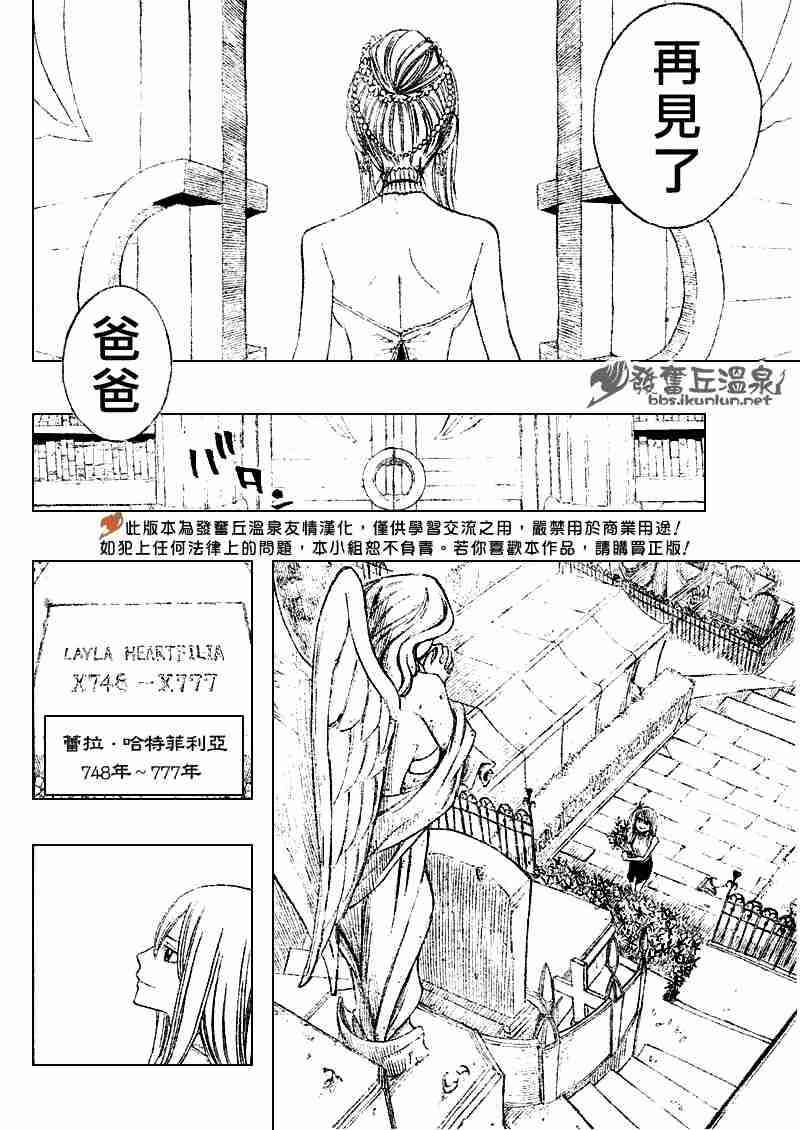 再見了
爸爸
發奮丘溫泉
bbs.ikunlun.net
バタン
此版本為發奮丘溫泉友情漢化，僅供學習交流之用，嚴禁用於商業用途！
如犯上任何法律上的問題，本小組恕不負責。若你喜歡本作品，請購買正版！
LAYLA HEARTFILIA
X748 -X777
蕾拉·哈特菲利亞
748年~777年